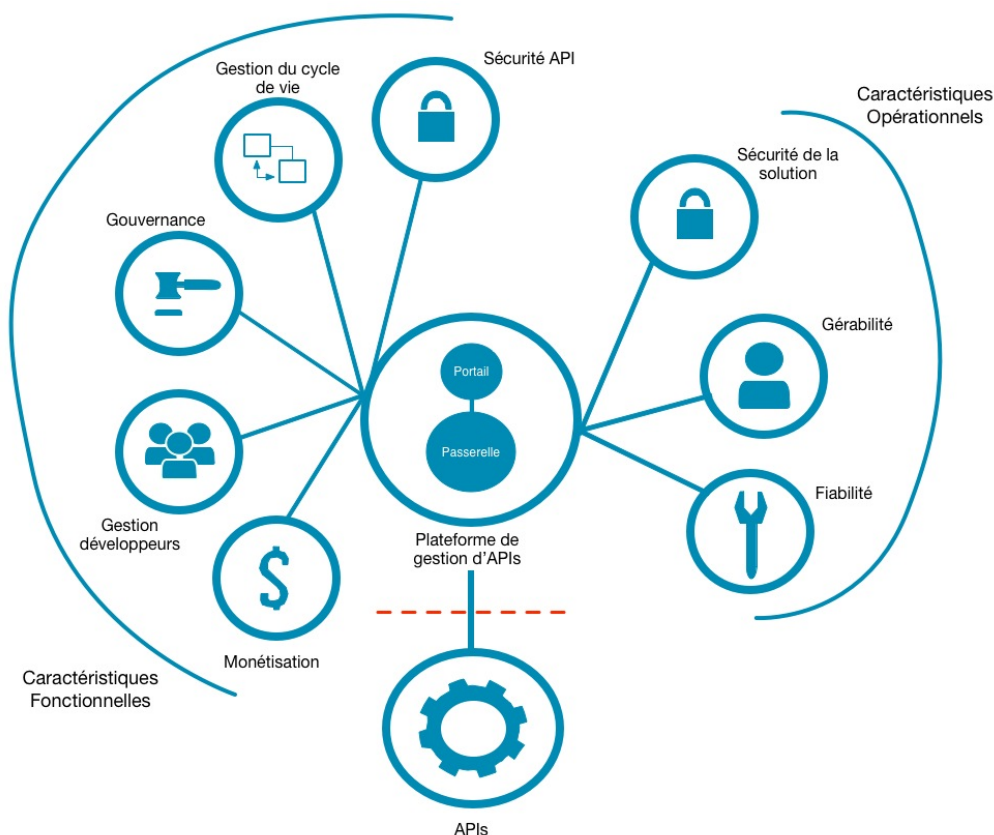 Sécurité API
Gestion du cycle
de vie
Caractéristiques
Opérationnels
Sécurité de la
solution
Gouvernance
Gérabilité
Portail
Passerelle
Fiabilité
Gestion
développeurs
Plateforme de
gestion d’APIs
Monétisation
Caractéristiques
Fonctionnelles
APIs